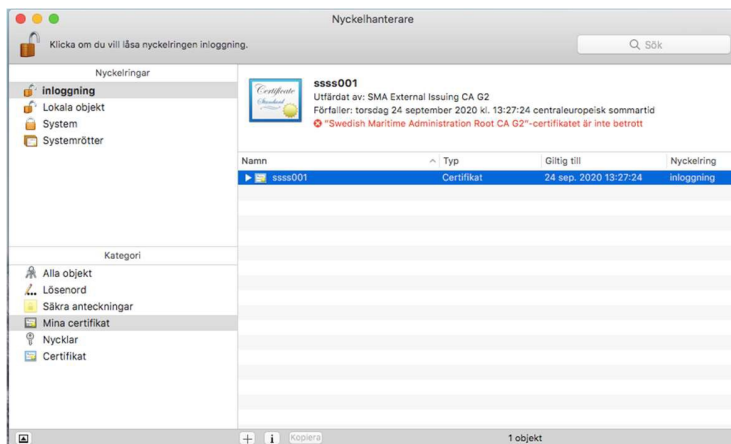 Nyckelhanterare
Klicka om du vill låsa nyckelringen inloggning.
Sök
Nyckelringar
inloggning
Lokala objekt
System
Systemrötter
Certificate
Standard
ssss001
Utfärdat av: SMA External Issuing CA G2
Förfaller: torsdag 24 september 2020 kl. 13:27:24 centraleuropeisk sommartid
"Swedish Maritime Administration Root CA G2"-certifikatet är inte betrott
Namn Typ Giltig till Nyckelring
ssss001 Certifikat 24 sep. 2020 13:27:24 inloggning
Kategori
Alla objekt
Lösenord
Säkra anteckningar
Mina certifikat
Nycklar
Certifikat
Kopiera
1 objekt